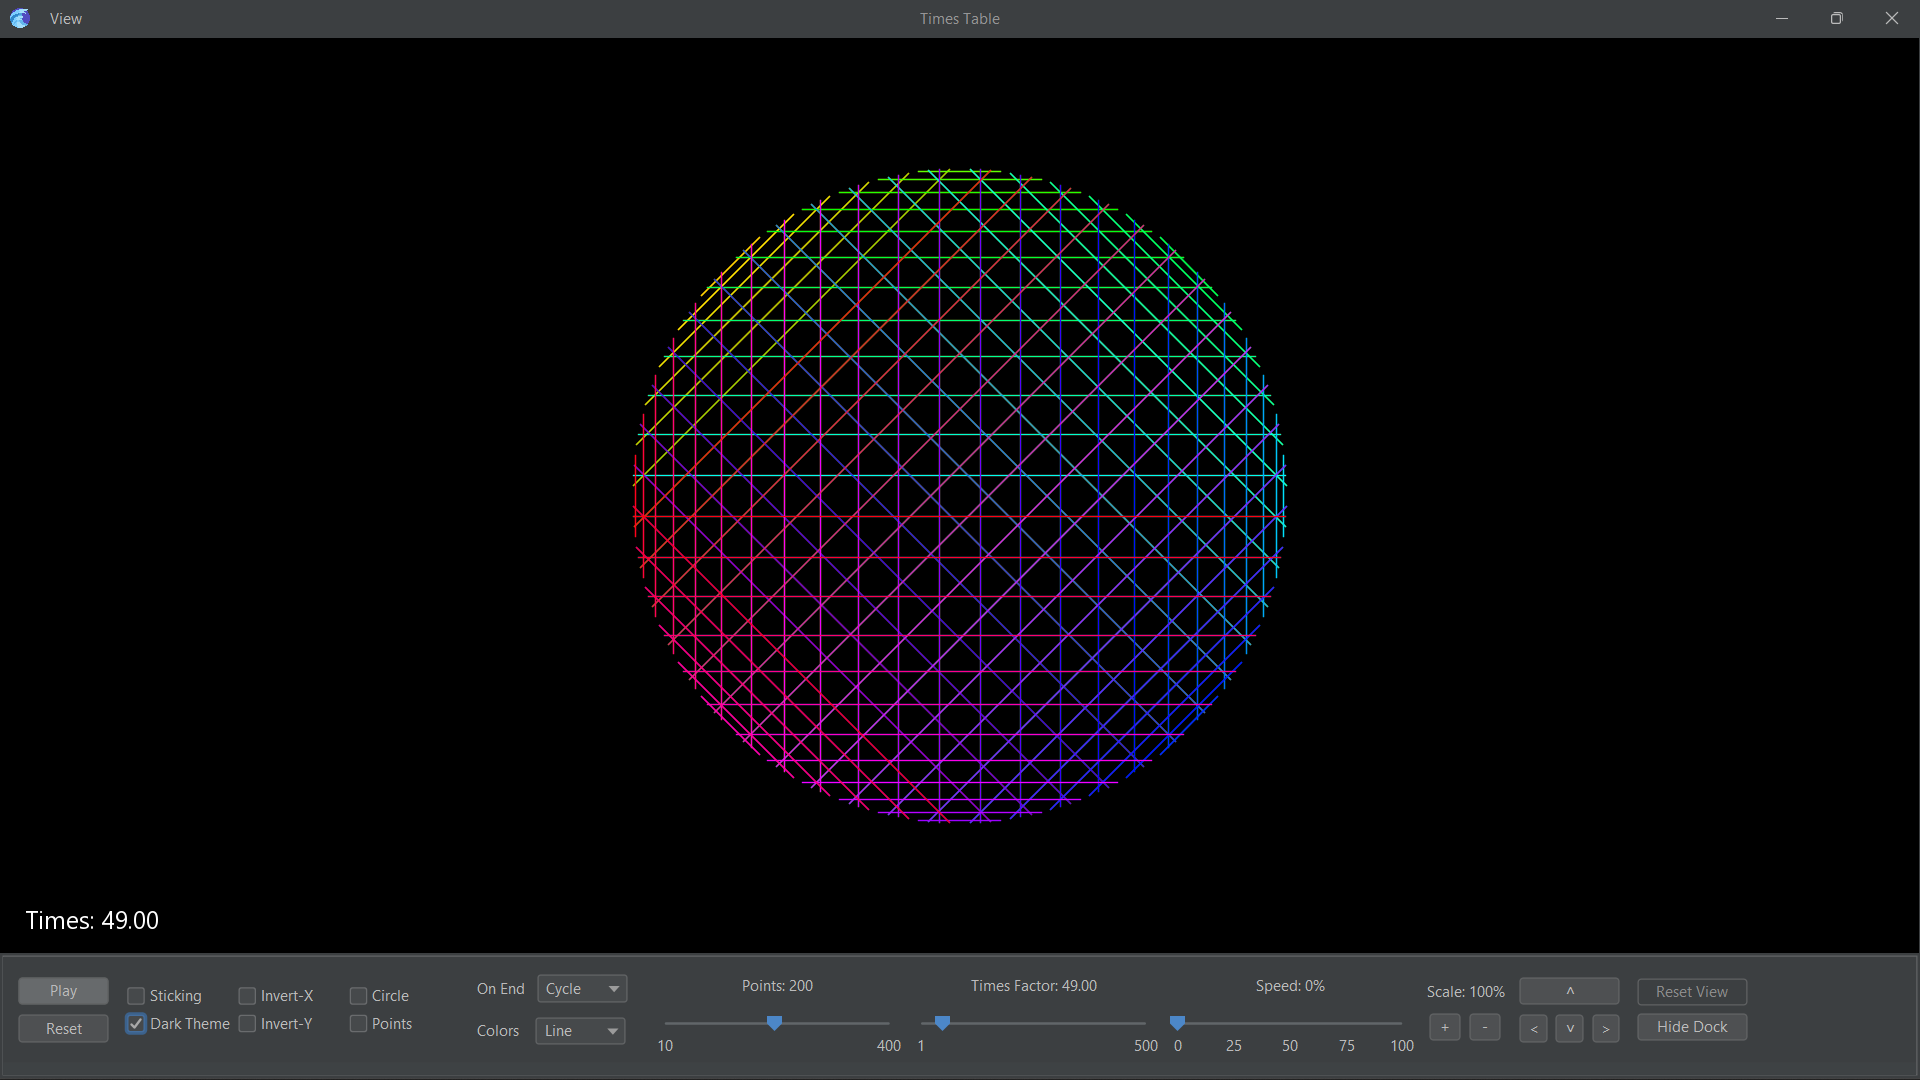 View
Times Table
Times: 49.00
Play
Reset
Sticking
Invert-X
Circle
Dark Theme
Invert-Y
Points
On End
Cycle
Colors
Line
Points: 200
10
400
Times Factor: 49.00
1
500
Speed: 0%
0
25
50
75
100
Scale: 100%
+
-
^
<
v
>
Reset View
Hide Dock